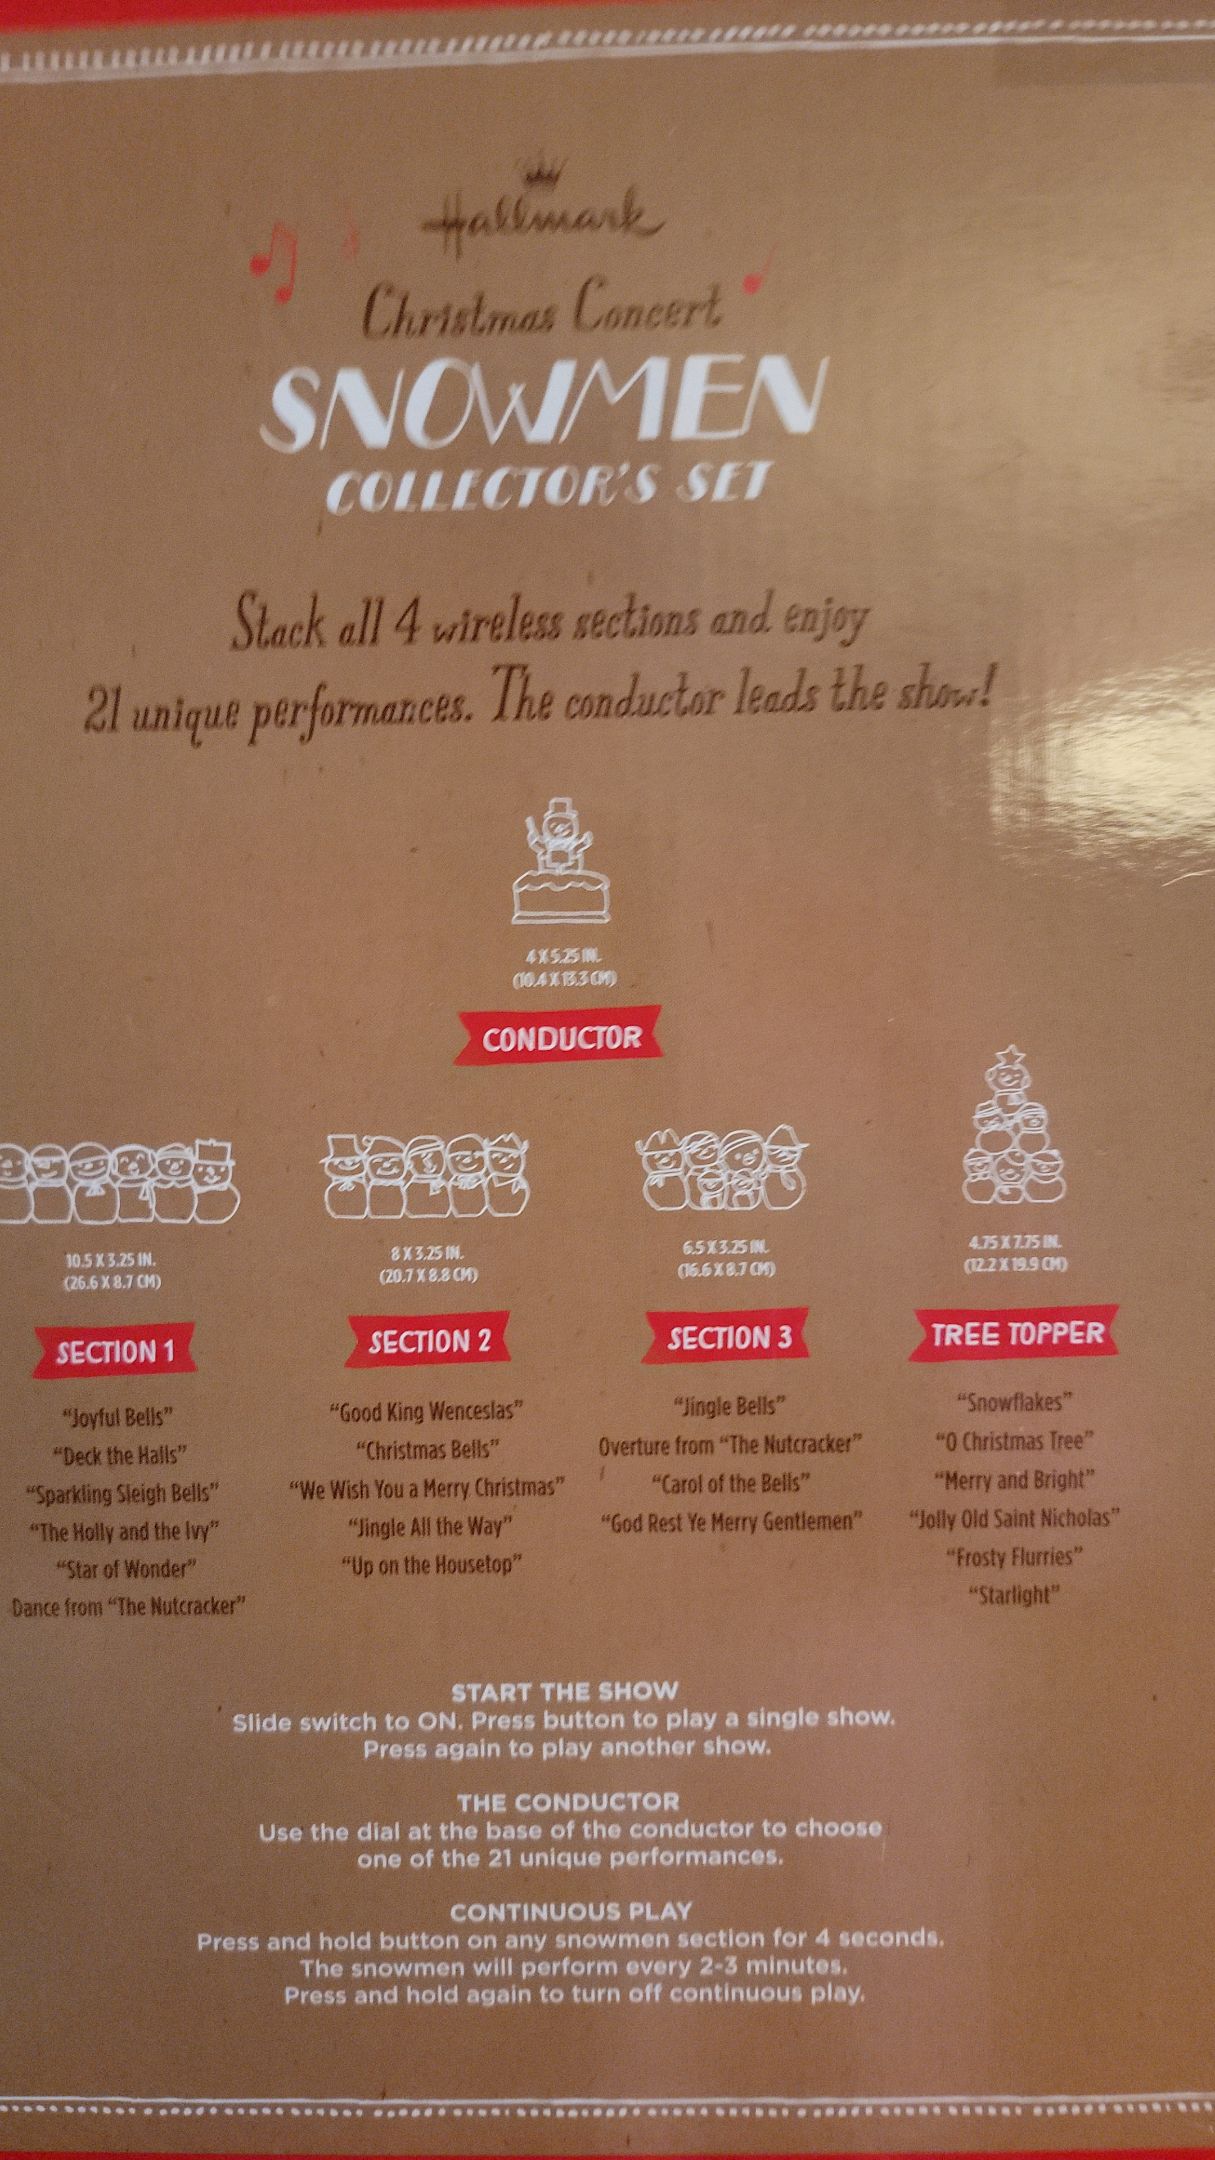 Hallmark
Christmas Concert
SNOWMEN
COLLECTOR'S SET
Stack all 4 wireless sections and enjoy
21 unique performances. The conductor leads the show!
4 X 5.25 IN.
(10.4 X 13.3 CM)
CONDUCTOR
10.5 X 3.25 IN.
(26.6 X 8.7 CM)
SECTION 1
"Joyful Bells"
"Deck the Halls"
"Sparkling Sleigh Bells"
"The Holly and the Ivy"
"Star of Wonder"
Dance from "The Nutcracker"
8 X 3.25 IN.
(20.7 X 8.8 CM)
SECTION 2
"Good King Wenceslas"
"Christmas Bells"
"We Wish You a Merry Christmas"
"Jingle All the Way"
"Up on the Housetop"
6.5 X 3.25 IN.
(16.6 X 8.7 CM)
SECTION 3
"Jingle Bells"
Overture from "The Nutcracker"
"Carol of the Bells"
"God Rest Ye Merry Gentlemen"
4.75 X 7.75 IN.
(12.2 X 19.9 CM)
TREE TOPPER
"Snowflakes"
"O Christmas Tree"
"Merry and Bright"
"Jolly Old Saint Nicholas"
"Frosty Flurries"
"Starlight"
START THE SHOW
Slide switch to ON. Press button to play a single show.
Press again to play another show.
THE CONDUCTOR
Use the dial at the base of the conductor to choose
one of the 21 unique performances.
CONTINUOUS PLAY
Press and hold button on any snowmen section for 4 seconds.
The snowmen will perform every 2-3 minutes.
Press and hold again to turn off continuous play.